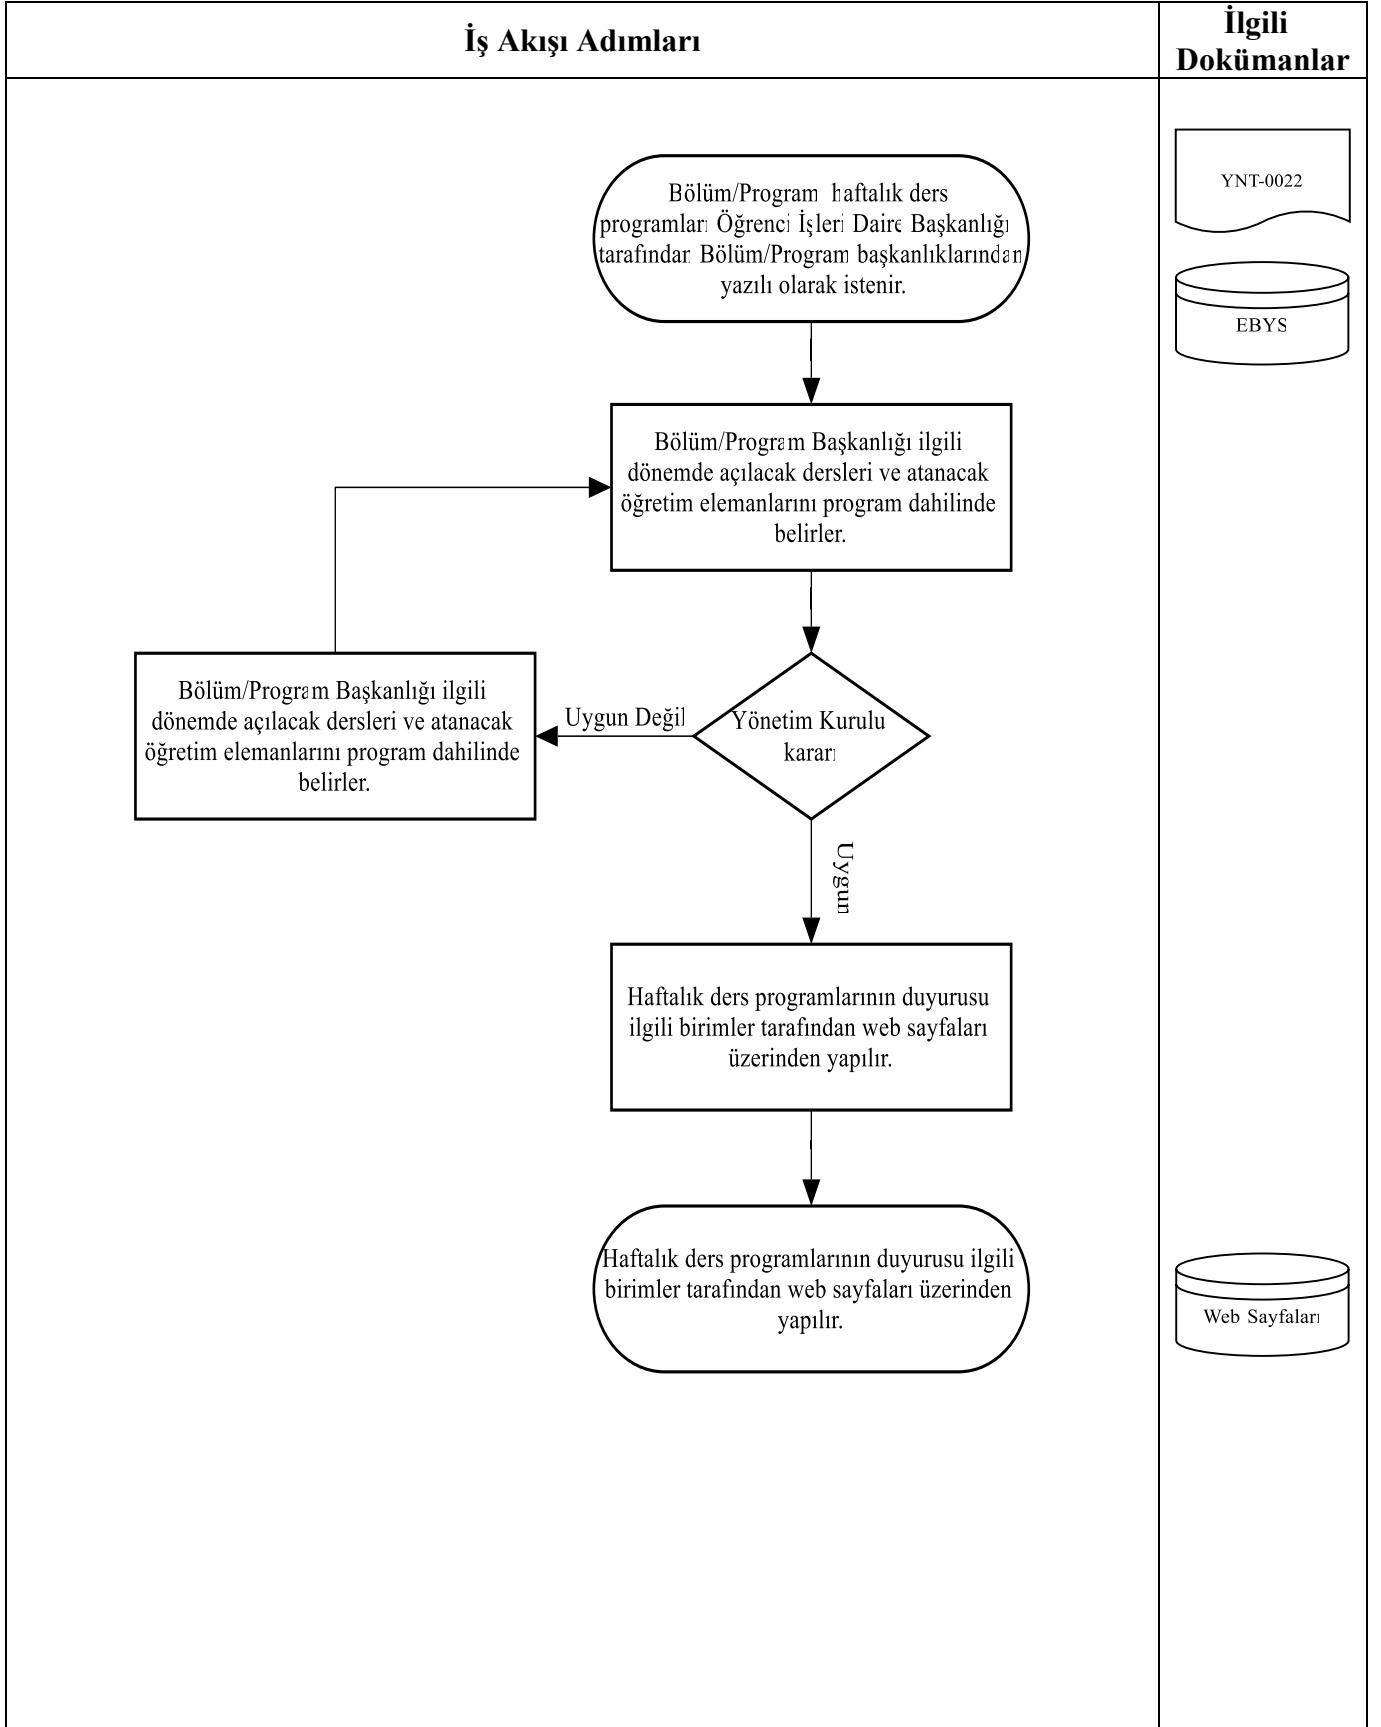 İş Akışı Adımları
İlgili
Dokümanlar
Bölüm/Program haftalık ders
programları Öğrenci İşleri Daire Başkanlığı
tarafından Bölüm/Program başkanlıklarından
yazılı olarak istenir.
YNT-0022
EBYS
Bölüm/Program Başkanlığı ilgili
dönemde açılacak dersleri ve atanacak
öğretim elemanlarını program dahilinde
belirler.
Bölüm/Program Başkanlığı ilgili
dönemde açılacak dersleri ve atanacak
öğretim elemanlarını program dahilinde
belirler.
Uygun Değil
Yönetim Kurulu
kararı
Uygun
Haftalık ders programlarının duyurusu
ilgili birimler tarafından web sayfaları
üzerinden yapılır.
Haftalık ders programlarının duyurusu ilgili
birimler tarafından web sayfaları üzerinden
yapılır.
Web Sayfaları